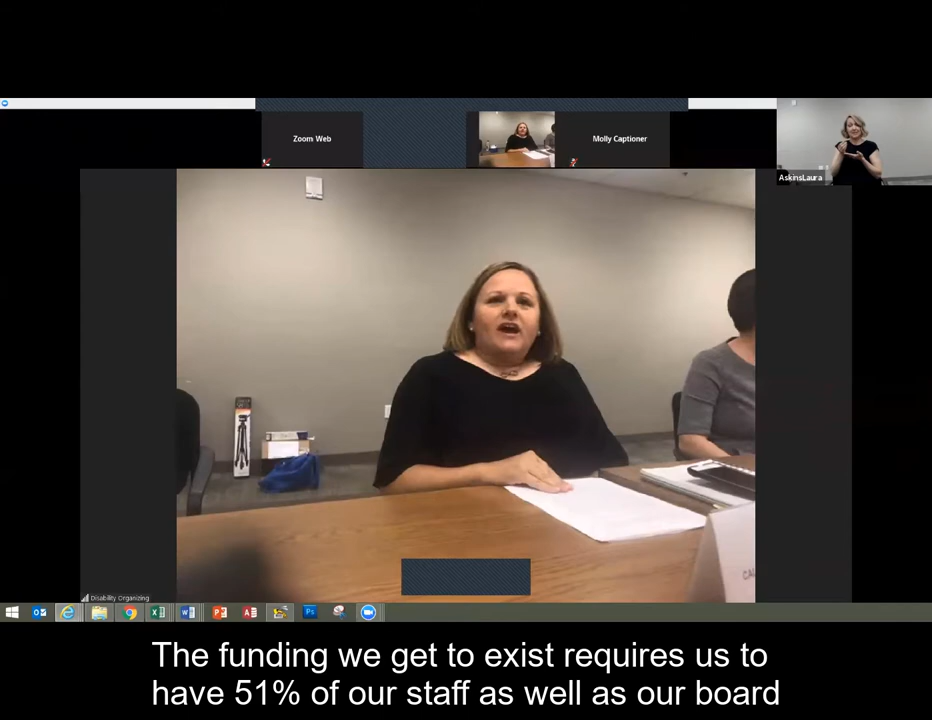 Zoom Web
Molly Captioner
AskinsLaura
Disability Organizing
The funding we get to exist requires us to
have 51% of our staff as well as our board